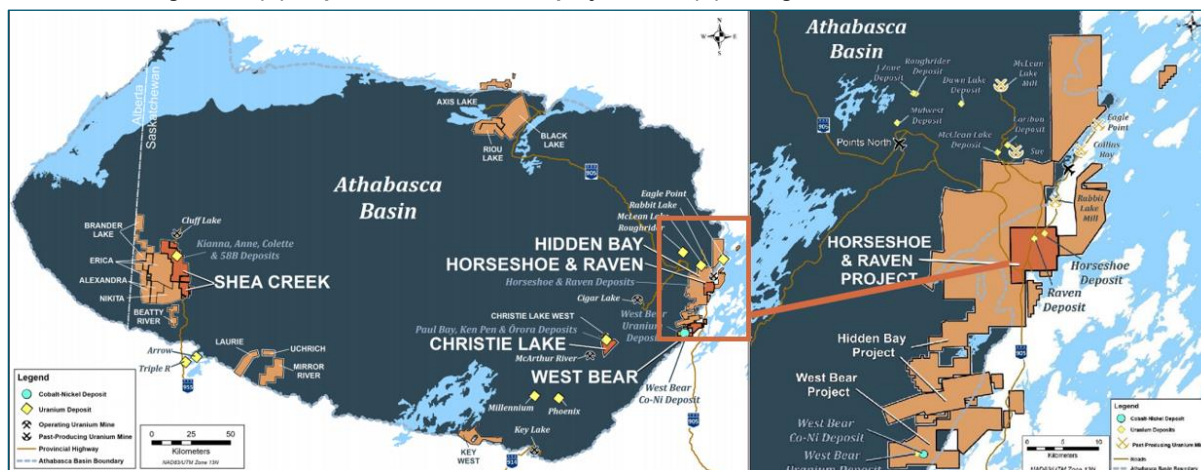 Alberta
Saskatchewan
AXIS LAKE
BLACK
LAKE
RIOU
LAKE
905
Athabasca
Basin
Eagle Point
Rabbit Lake
McLean Lake
Roughrider
HIDDEN BAY
HORSESHOE & RAVEN
Horseshoe & Raven Deposits
Cigar Lake
West Bear
Uranium
Deposit
BRANDER
LAKE
Cluff Lake
Kianna, Anne, Colette
& 58B Deposits
ERICA
SHEA CREEK
ALEXANDRA
NIKITA
BEATTY
RIVER
CHRISTIE LAKE WEST
Paul Bay, Ken Pen & Ōrora Deposits
CHRISTIE LAKE
McArthur River
WEST BEAR
West Bear
Co-Ni Deposit
LAURIE
UCHRICH
MIRROR
RIVER
Arrow
Triple R
955
Millennium
Phoenix
Key Lake
KEY
WEST
914
905
Legend
Cobalt-Nickel Deposit
Uranium Deposit
Operating Uranium Mine
Past-Producing Uranium Mine
Provincial Highway
Athabasca Basin Boundary
0 25 50
Kilometers
NAD83/UTM Zone 13N
N
S
Athabasca
Basin
Roughrider
Deposit
J Zone
Deposit
Dawn Lake
Deposit
McLean
Lake
Mill
Midwest
Deposit
Caribou
Deposit
McLean Lake
Deposit
Sue
Points North
Eagle
Point
Collins
Bay
905
Rabbit
Lake Mill
HORSESHOE
& RAVEN
PROJECT
Horseshoe
Deposit
Raven
Deposit
Hidden Bay
Project
West Bear
Project
West Bear
Co-Ni Deposit
West Bear
Uranium Deposit
905
Legend
Cobalt-Nickel Deposit
Uranium Deposits
Past Producing Uranium Mine
Roads
Athabasca Basin Boundary
0 10
Kilometers
NAD83/UTM Zone 13N